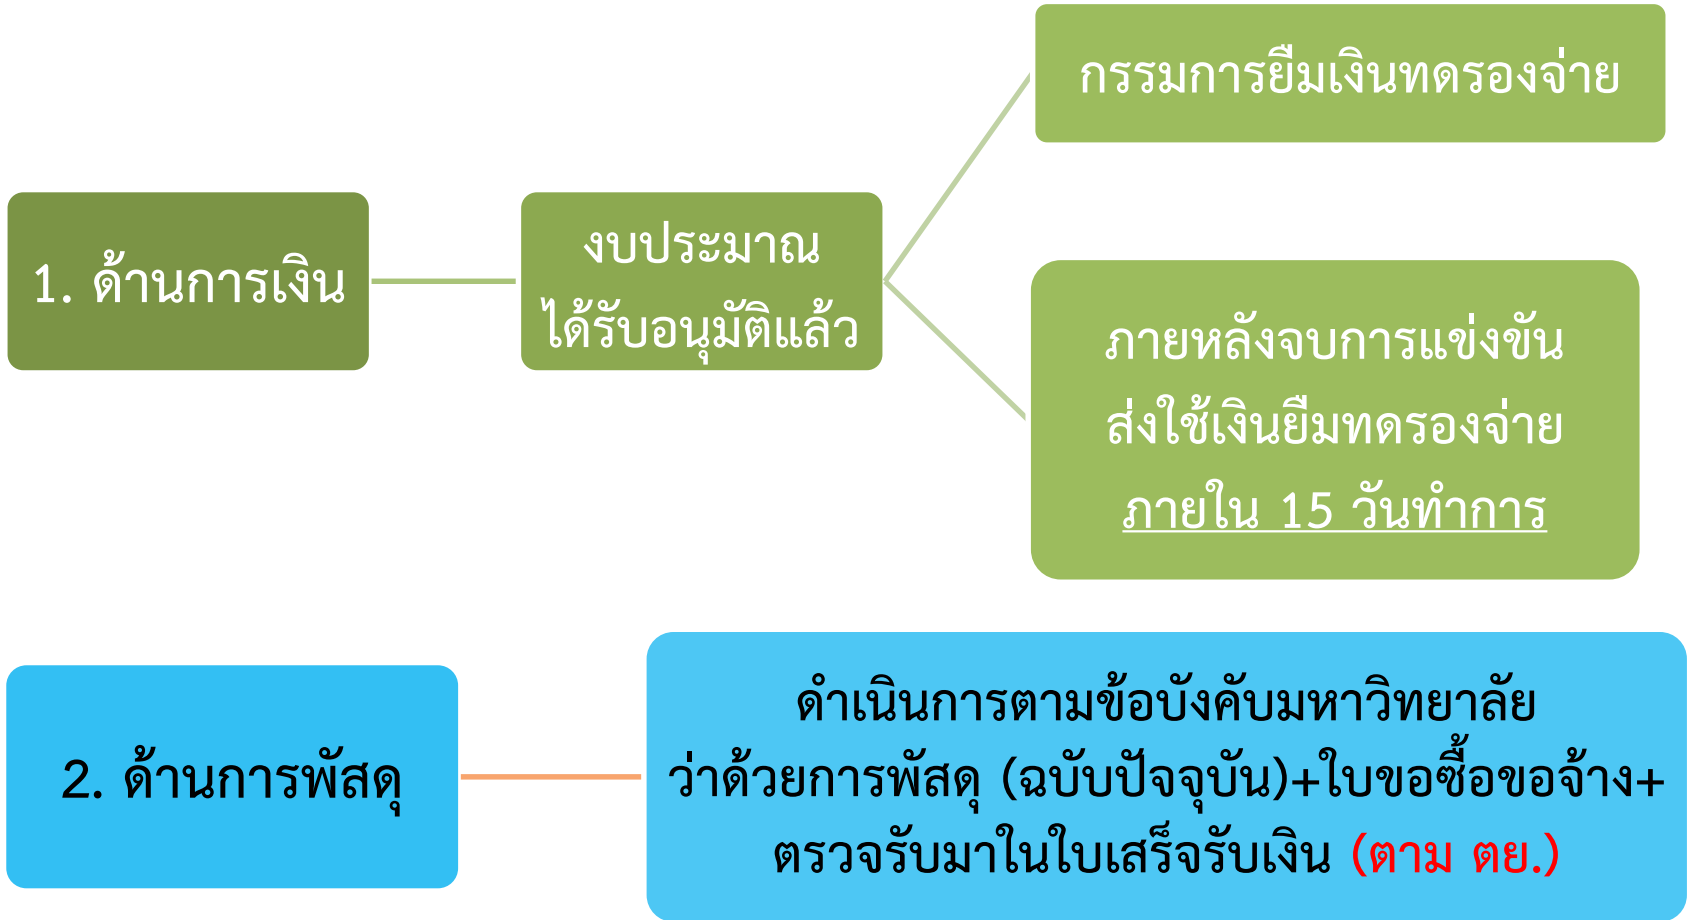 กรรมการยืมเงินทดรองจ่าย
1. ด้านการเงิน
งบประมาณ
ได้รับอนุมัติแล้ว
ภายหลังจบการแข่งขัน
ส่งใช้เงินยืมทดรองจ่าย
ภายใน 15 วันทำการ
2. ด้านการพัสดุ
ดำเนินการตามข้อบังคับมหาวิทยาลัย
ว่าด้วยการพัสดุ (ฉบับปัจจุบัน)+ใบขอซื้อขอจ้าง+
ตรวจรับมาในใบเสร็จรับเงิน (ตาม ตย.)